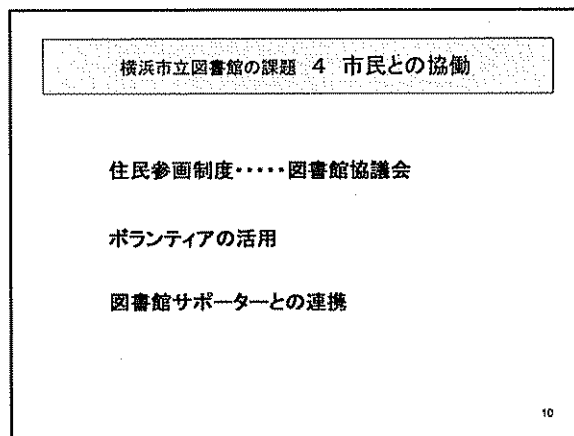 横浜市立図書館の課題 4 市民との協働
住民参画制度・・・・・図書館協議会
ボランティアの活用
図書館サポーターとの連携
10